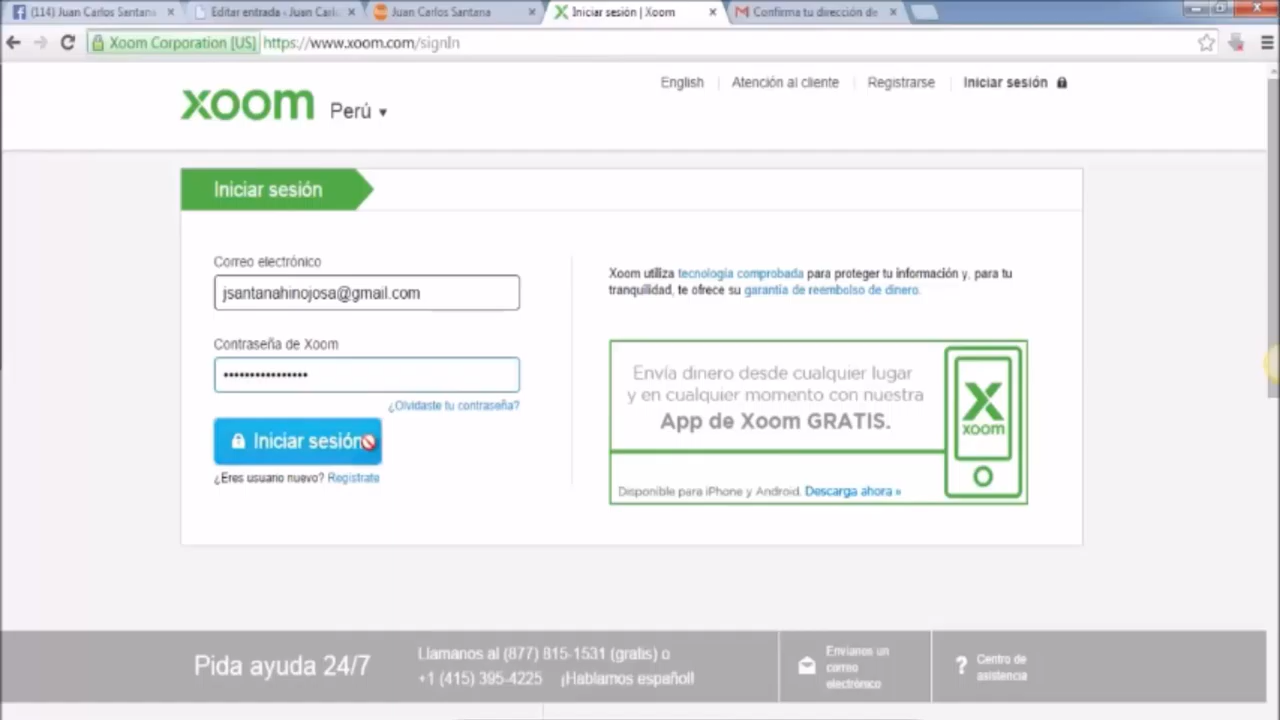 (114) Juan Carlos Santana
Editar entrada ‹ Juan Carl
Juan Carlos Santana
Iniciar sesión | Xoom
Confirma tu dirección de
Xoom Corporation [US] https://www.xoom.com/signIn
English Atención al cliente Registrarse Iniciar sesión
xoom Perú
Iniciar sesión
Correo electrónico
jsantanahinojosa@gmail.com
Contraseña de Xoom
••••••••••••••••
¿Olvidaste tu contraseña?
Iniciar sesión
¿Eres usuario nuevo? Regístrate
Xoom utiliza tecnología comprobada para proteger tu información y, para tu
tranquilidad, te ofrece su garantía de reembolso de dinero.
Envía dinero desde cualquier lugar
y en cualquier momento con nuestra
App de Xoom GRATIS.
Disponible para iPhone y Android. Descarga ahora »
X
xoom
Pida ayuda 24/7
Llamanos al (877) 815-1531 (gratis) o
+1 (415) 395-4225 ¡Hablamos español!
Envíanos un
correo
electrónico
? Centro de
asistencia